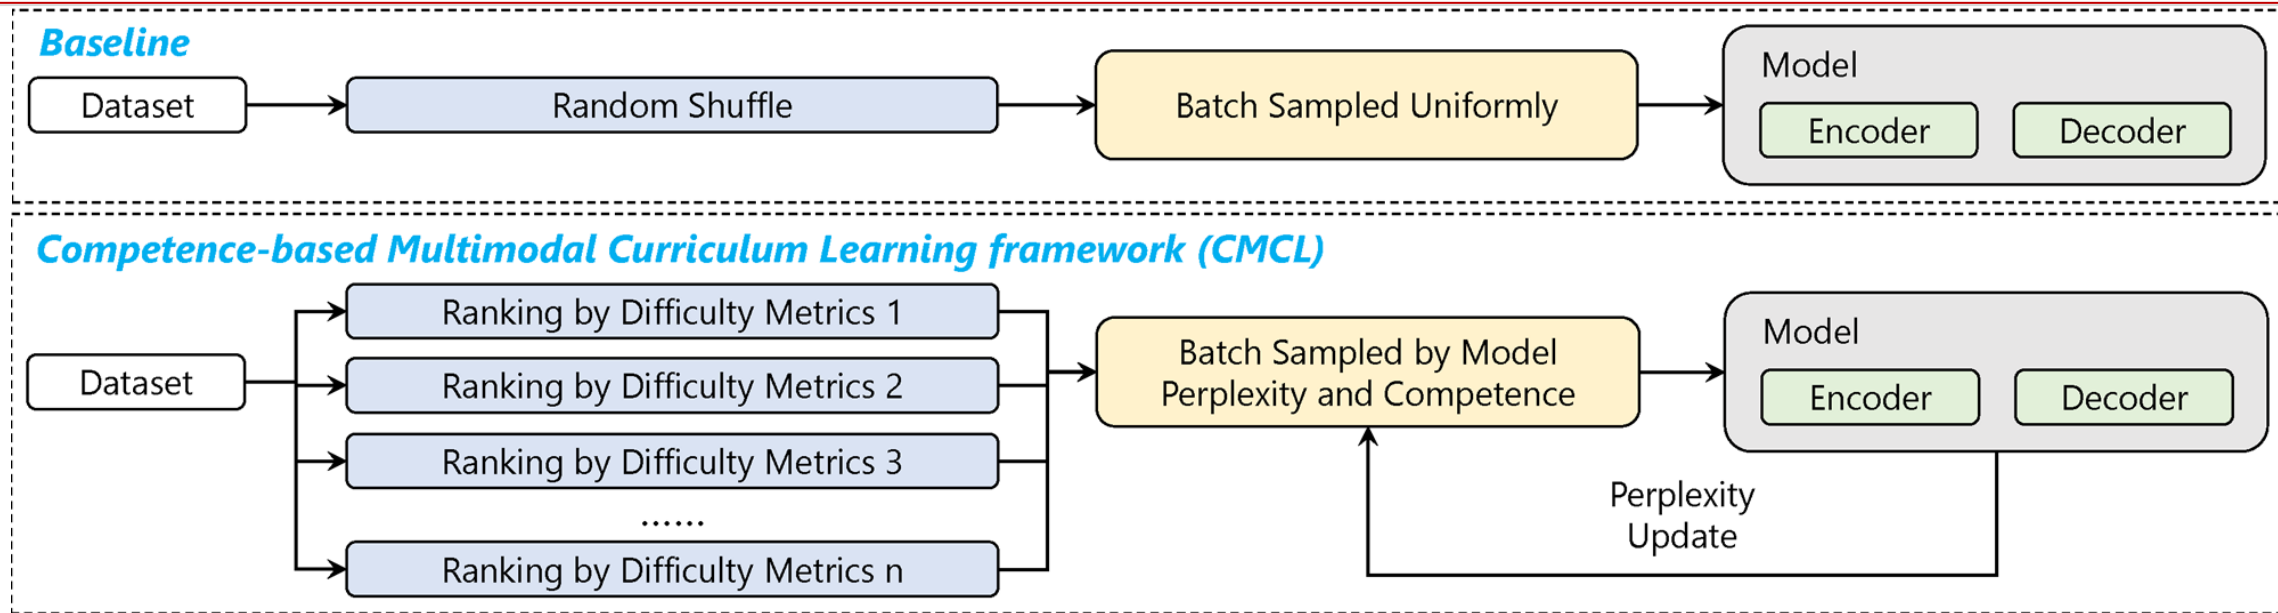 Baseline
Dataset
Random Shuffle
Batch Sampled Uniformly
Model
Encoder
Decoder
Competence-based Multimodal Curriculum Learning framework (CMCL)
Dataset
Ranking by Difficulty Metrics 1
Ranking by Difficulty Metrics 2
Ranking by Difficulty Metrics 3
......
Ranking by Difficulty Metrics n
Batch Sampled by Model
Perplexity and Competence
Model
Encoder
Decoder
Perplexity
Update